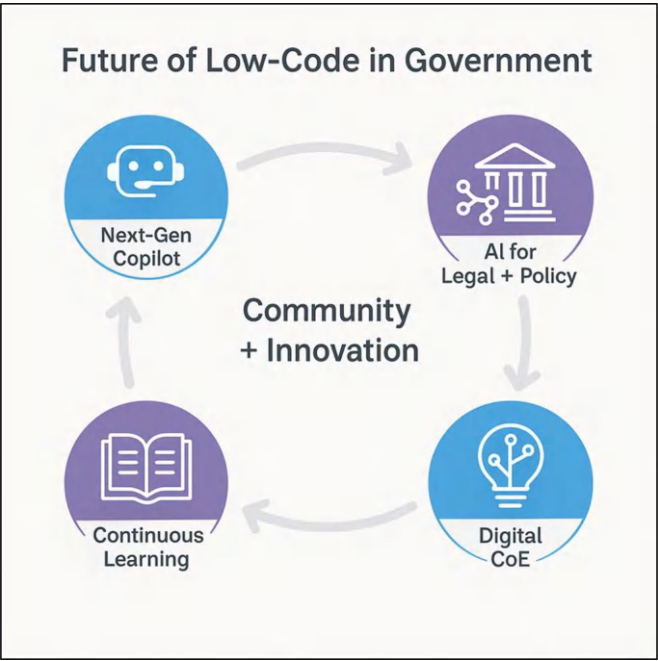 Future of Low-Code in Government
Next-Gen
Copilot
AI for
Legal + Policy
Community
+ Innovation
Continuous
Learning
Digital
CoE